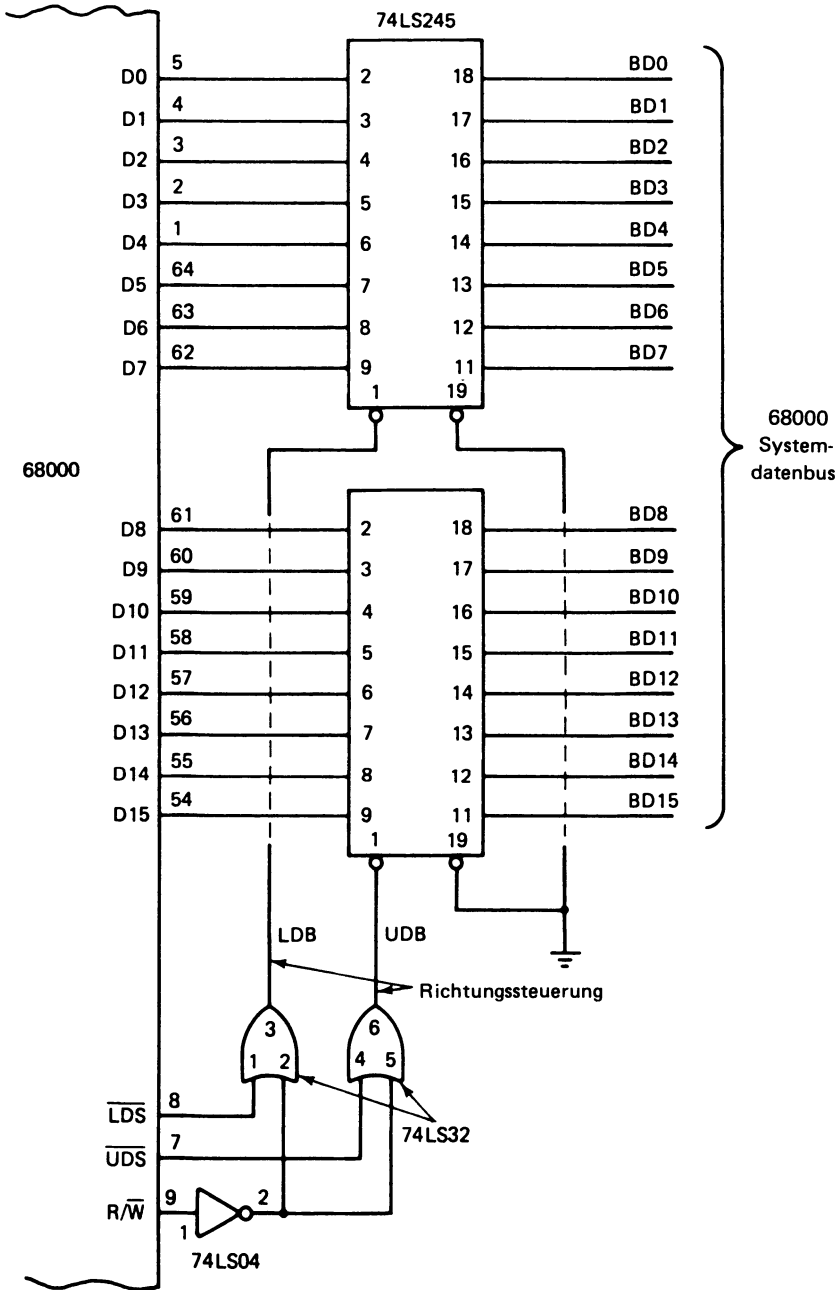 74LS245
D0 5 2 18 BD0
D1 4 3 17 BD1
D2 3 4 16 BD2
D3 2 5 15 BD3
D4 1 6 14 BD4
D5 64 7 13 BD5
D6 63 8 12 BD6
D7 62 9 11 BD7
1 19
68000
68000
System-
datenbus
D8 61 2 18 BD8
D9 60 3 17 BD9
D10 59 4 16 BD10
D11 58 5 15 BD11
D12 57 6 14 BD12
D13 56 7 13 BD13
D14 55 8 12 BD14
D15 54 9 11 BD15
1 19
LDB UDB
Richtungssteuerung
3 6
1 2 4 5
L̅D̅S̅ 8
74LS32
U̅D̅S̅ 7
R/W̅ 9 1 2
74LS04